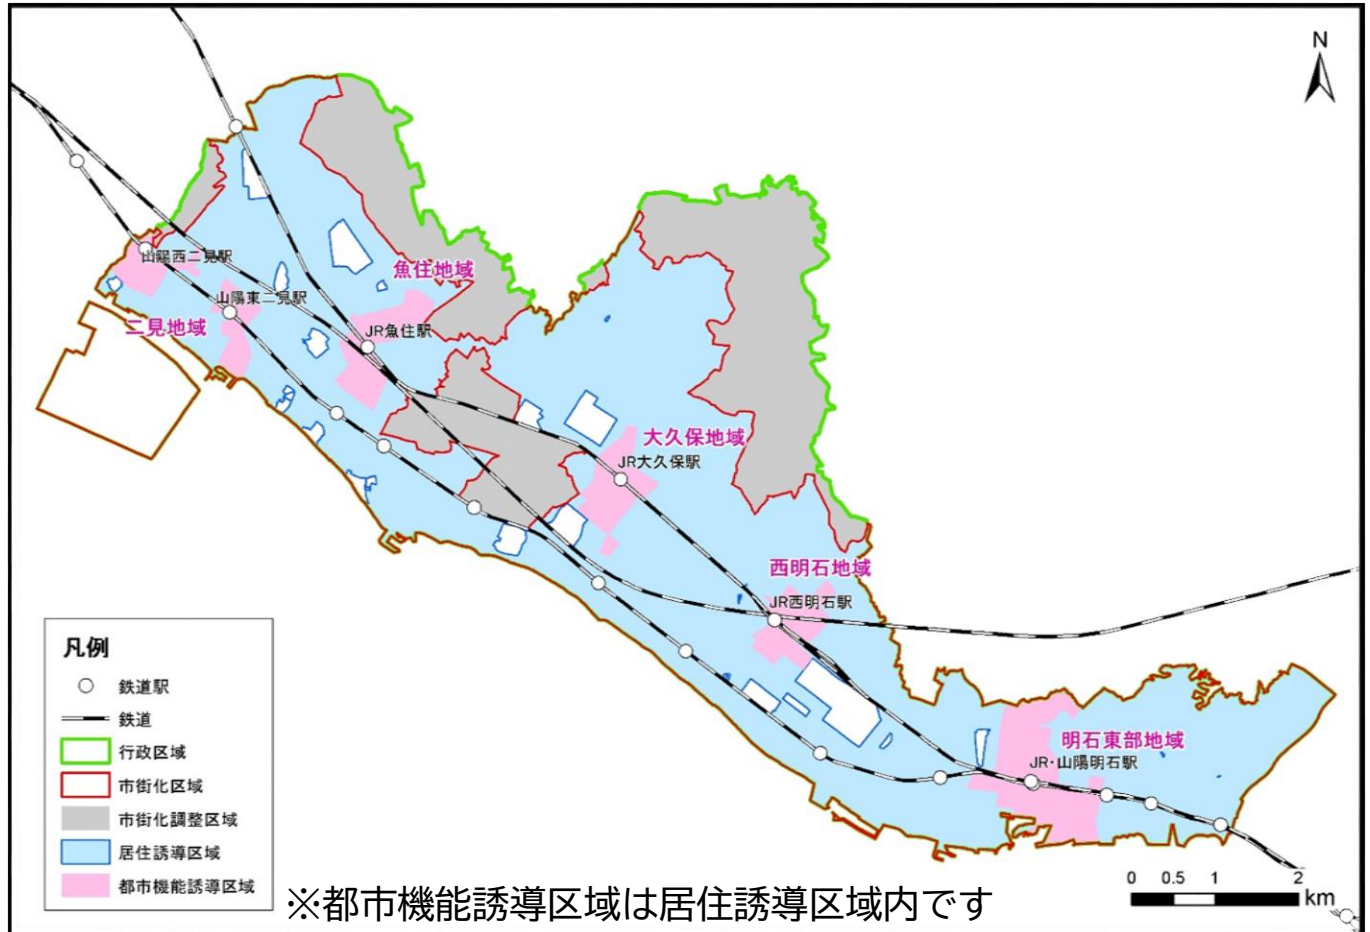 N
山陽西二見駅
魚住地域
山陽東二見駅
二見地域
JR魚住駅
大久保地域
JR大久保駅
西明石地域
JR西明石駅
明石東部地域
JR・山陽明石駅
凡例
鉄道駅
鉄道
行政区域
市街化区域
市街化調整区域
居住誘導区域
都市機能誘導区域
※都市機能誘導区域は居住誘導区域内です
0 0.5 1 2
km